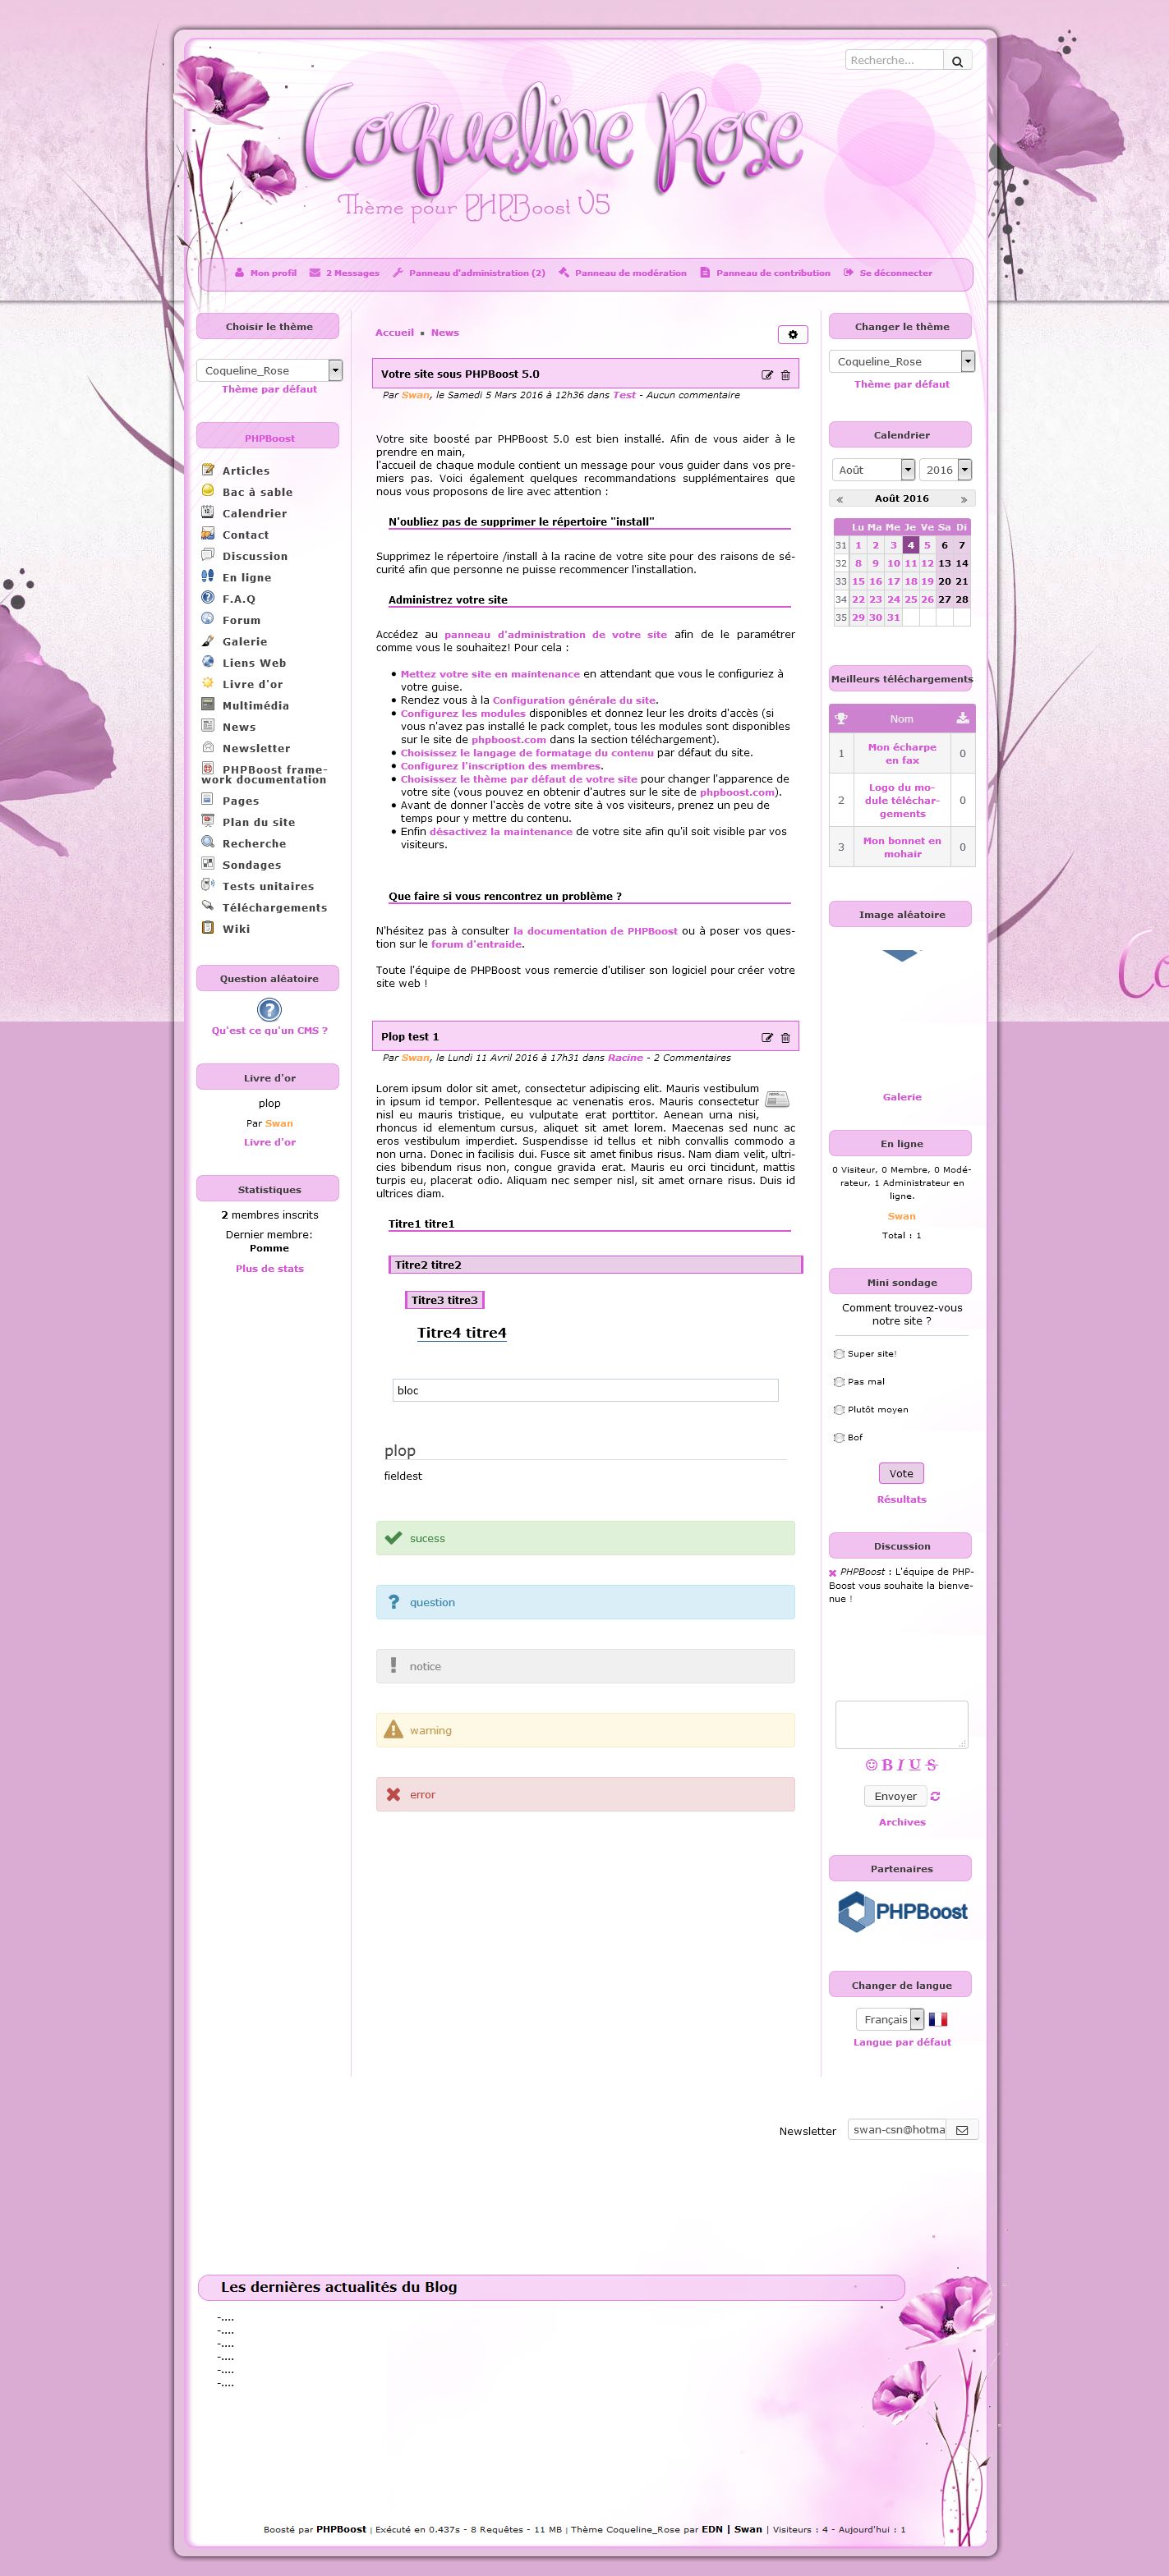 Recherche...
Coqueline Rose
Thème pour PHPBoost V5
Mon profil 2 Messages Panneau d'administration (2) Panneau de modération Panneau de contribution Se déconnecter
Choisir le thème
Coqueline_Rose
Thème par défaut
PHPBoost
Articles
Bac à sable
Calendrier
Contact
Discussion
En ligne
F.A.Q
Forum
Galerie
Liens Web
Livre d'or
Multimédia
News
Newsletter
PHPBoost frame-
work documentation
Pages
Plan du site
Recherche
Sondages
Tests unitaires
Téléchargements
Wiki
Question aléatoire
Qu'est ce qu'un CMS ?
Livre d'or
plop
Par Swan
Livre d'or
Statistiques
2 membres inscrits
Dernier membre:
Pomme
Plus de stats
Accueil ▪ News
Votre site sous PHPBoost 5.0
Par Swan, le Samedi 5 Mars 2016 à 12h36 dans Test - Aucun commentaire
Votre site boosté par PHPBoost 5.0 est bien installé. Afin de vous aider à le
prendre en main,
l'accueil de chaque module contient un message pour vous guider dans vos pre-
miers pas. Voici également quelques recommandations supplémentaires que
nous vous proposons de lire avec attention :
N'oubliez pas de supprimer le répertoire "install"
Supprimez le répertoire /install à la racine de votre site pour des raisons de sé-
curité afin que personne ne puisse recommencer l'installation.
Administrez votre site
Accédez au panneau d'administration de votre site afin de le paramétrer
comme vous le souhaitez! Pour cela :
• Mettez votre site en maintenance en attendant que vous le configuriez à
votre guise.
• Rendez vous à la Configuration générale du site.
• Configurez les modules disponibles et donnez leur les droits d'accès (si
vous n'avez pas installé le pack complet, tous les modules sont disponibles
sur le site de phpboost.com dans la section téléchargement).
• Choisissez le langage de formatage du contenu par défaut du site.
• Configurez l'inscription des membres.
• Choisissez le thème par défaut de votre site pour changer l'apparence de
votre site (vous pouvez en obtenir d'autres sur le site de phpboost.com).
• Avant de donner l'accès de votre site à vos visiteurs, prenez un peu de
temps pour y mettre du contenu.
• Enfin désactivez la maintenance de votre site afin qu'il soit visible par vos
visiteurs.
Que faire si vous rencontrez un problème ?
N'hésitez pas à consulter la documentation de PHPBoost ou à poser vos ques-
tion sur le forum d'entraide.
Toute l'équipe de PHPBoost vous remercie d'utiliser son logiciel pour créer votre
site web !
Plop test 1
Par Swan, le Lundi 11 Avril 2016 à 17h31 dans Racine - 2 Commentaires
Lorem ipsum dolor sit amet, consectetur adipiscing elit. Mauris vestibulum
in ipsum id tempor. Pellentesque ac venenatis eros. Mauris consectetur
nisl eu mauris tristique, eu vulputate erat porttitor. Aenean urna nisi,
rhoncus id elementum cursus, aliquet sit amet lorem. Maecenas sed nunc ac
eros vestibulum imperdiet. Suspendisse id tellus et nibh convallis commodo a
non urna. Donec in facilisis dui. Fusce sit amet finibus risus. Nam diam velit, ultri-
cies bibendum risus non, congue gravida erat. Mauris eu orci tincidunt, mattis
turpis eu, placerat odio. Aliquam nec semper nisl, sit amet ornare risus. Duis id
ultrices diam.
Titre1 titre1
Titre2 titre2
Titre3 titre3
Titre4 titre4
bloc
plop
fieldest
sucess
question
notice
warning
error
Changer le thème
Coqueline_Rose
Thème par défaut
Calendrier
Août 2016
« Août 2016 »
Lu Ma Me Je Ve Sa Di
31 1 2 3 4 5 6 7
32 8 9 10 11 12 13 14
33 15 16 17 18 19 20 21
34 22 23 24 25 26 27 28
35 29 30 31
Meilleurs téléchargements
Nom
1 Mon écharpe 0
en fax
2 Logo du mo- 0
dule téléchar-
gements
3 Mon bonnet en 0
mohair
Image aléatoire
Galerie
En ligne
0 Visiteur, 0 Membre, 0 Modé-
rateur, 1 Administrateur en
ligne.
Swan
Total : 1
Mini sondage
Comment trouvez-vous
notre site ?
Super site!
Pas mal
Plutôt moyen
Bof
Vote
Résultats
Discussion
PHPBoost : L'équipe de PHP-
Boost vous souhaite la bienve-
nue !
B I U S
Envoyer
Archives
Partenaires
PHPBoost
Changer de langue
Français
Langue par défaut
Co
Newsletter swan-csn@hotma
Les dernières actualités du Blog
-....
-....
-....
-....
-....
-....
Boosté par PHPBoost | Exécuté en 0.437s - 8 Requêtes - 11 MB | Thème Coqueline_Rose par EDN | Swan | Visiteurs : 4 - Aujourd'hui : 1